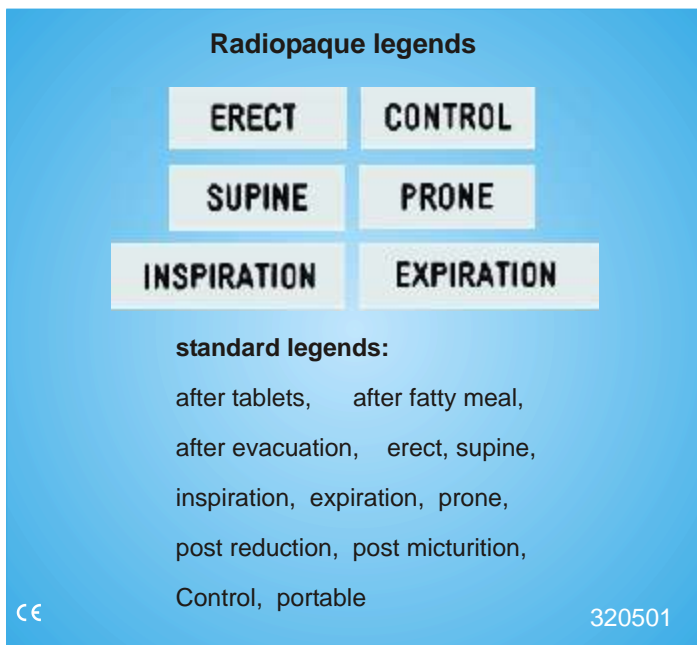 Radiopaque legends
ERECT CONTROL
SUPINE PRONE
INSPIRATION EXPIRATION
standard legends:
after tablets, after fatty meal,
after evacuation, erect, supine,
inspiration, expiration, prone,
post reduction, post micturition,
Control, portable
CE 320501